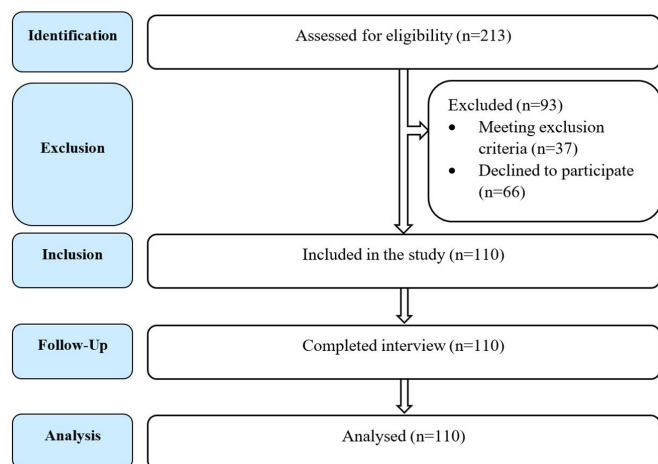 Identification
Assessed for eligibility (n=213)
Exclusion
Excluded (n=93)
• Meeting exclusion
criteria (n=37)
• Declined to participate
(n=66)
Inclusion
Included in the study (n=110)
Follow-Up
Completed interview (n=110)
Analysis
Analysed (n=110)